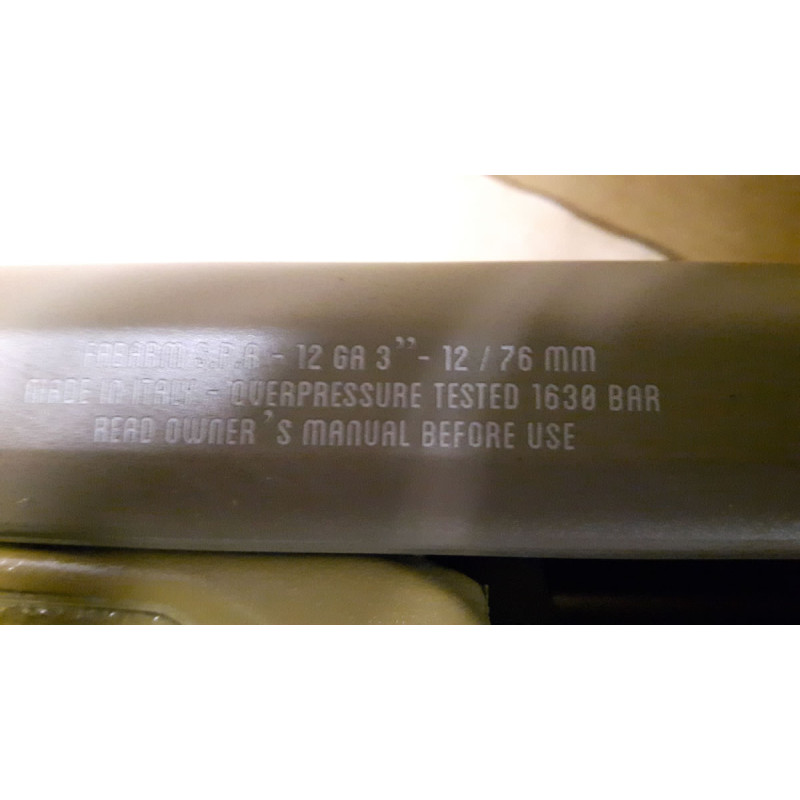 FABARM S.P.A - 12 GA 3" - 12 / 76 MM
MADE IN ITALY - OVERPRESSURE TESTED 1630 BAR
READ OWNER'S MANUAL BEFORE USE